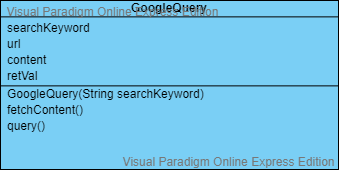 GoogleQuery
Visual Paradigm Online Express Edition
searchKeyword
url
content
retVal
GoogleQuery(String searchKeyword)
fetchContent()
query()
Visual Paradigm Online Express Edition